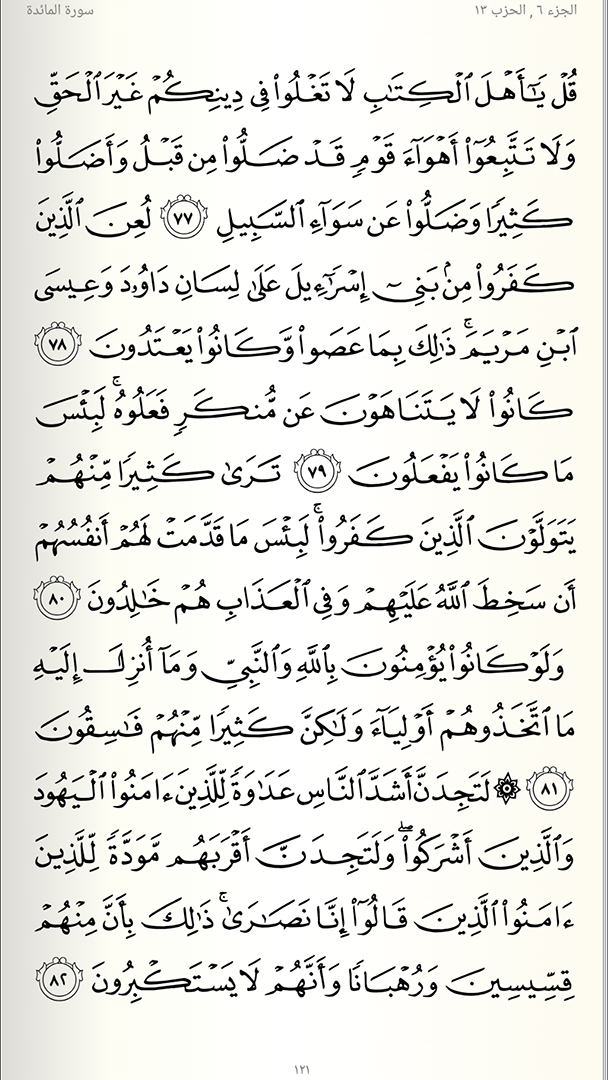 سورة المائدة
الجزء ٦, الحزب ١٣
قُلْ يَٰٓأَهْلَ ٱلْكِتَٰبِ لَا تَغْلُوا۟ فِى دِينِكُمْ غَيْرَ ٱلْحَقِّ
وَلَا تَتَّبِعُوٓا۟ أَهْوَآءَ قَوْمٍ قَدْ ضَلُّوا۟ مِن قَبْلُ وَأَضَلُّوا۟
كَثِيرًا وَضَلُّوا۟ عَن سَوَآءِ ٱلسَّبِيلِ ٧٧ لُعِنَ ٱلَّذِينَ
كَفَرُوا۟ مِنۢ بَنِىٓ إِسْرَٰٓءِيلَ عَلَىٰ لِسَانِ دَاوُۥدَ وَعِيسَى
ٱبْنِ مَرْيَمَ ۚ ذَٰلِكَ بِمَا عَصَوا۟ وَّكَانُوا۟ يَعْتَدُونَ ٧٨
كَانُوا۟ لَا يَتَنَاهَوْنَ عَن مُّنكَرٍ فَعَلُوهُ ۚ لَبِئْسَ
مَا كَانُوا۟ يَفْعَلُونَ ٧٩ تَرَىٰ كَثِيرًا مِّنْهُمْ
يَتَوَلَّوْنَ ٱلَّذِينَ كَفَرُوا۟ ۚ لَبِئْسَ مَا قَدَّمَتْ لَهُمْ أَنفُسُهُمْ
أَن سَخِطَ ٱللَّهُ عَلَيْهِمْ وَفِى ٱلْعَذَابِ هُمْ خَٰلِدُونَ ٨٠
وَلَوْ كَانُوا۟ يُؤْمِنُونَ بِٱللَّهِ وَٱلنَّبِىِّ وَمَآ أُنزِلَ إِلَيْهِ
مَا ٱتَّخَذُوهُمْ أَوْلِيَآءَ وَلَٰكِنَّ كَثِيرًا مِّنْهُمْ فَٰسِقُونَ
٨١ ۞ لَتَجِدَنَّ أَشَدَّ ٱلنَّاسِ عَدَٰوَةً لِّلَّذِينَ ءَامَنُوا۟ ٱلْيَهُودَ
وَٱلَّذِينَ أَشْرَكُوا۟ ۖ وَلَتَجِدَنَّ أَقْرَبَهُم مَّوَدَّةً لِّلَّذِينَ
ءَامَنُوا۟ ٱلَّذِينَ قَالُوٓا۟ إِنَّا نَصَٰرَىٰ ۚ ذَٰلِكَ بِأَنَّ مِنْهُمْ
قِسِّيسِينَ وَرُهْبَانًا وَأَنَّهُمْ لَا يَسْتَكْبِرُونَ ٨٢
١٢١